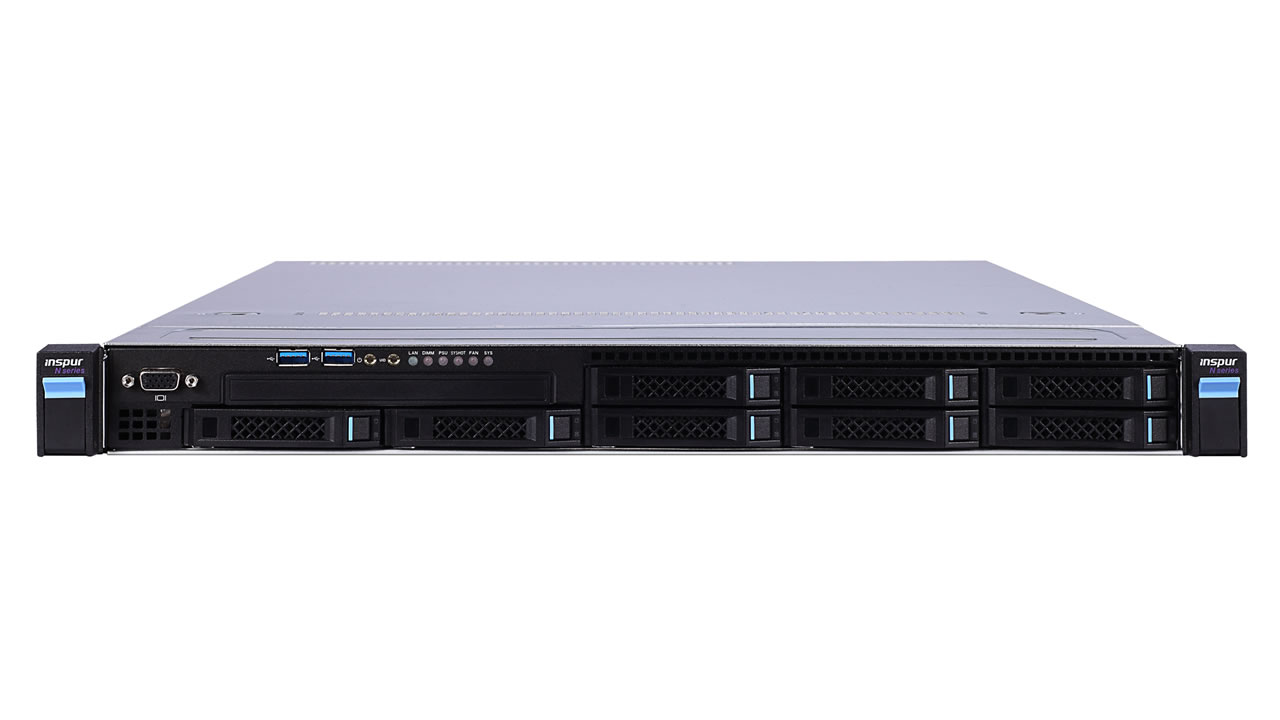 inspur
N series
LAN DIMM PSU SYSHOT FAN SYS
inspur
N series